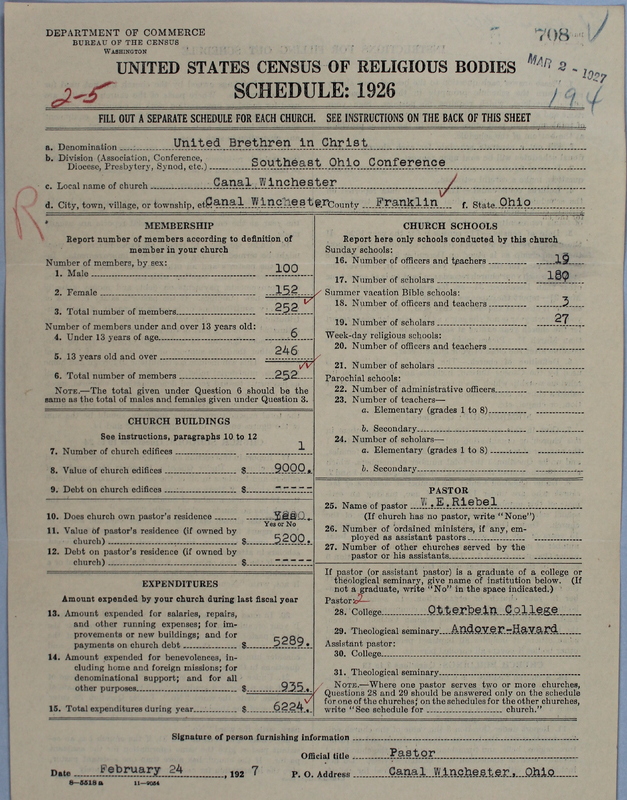 DEPARTMENT OF COMMERCE
BUREAU OF THE CENSUS
WASHINGTON
708
MAR 2 - 1927
194
UNITED STATES CENSUS OF RELIGIOUS BODIES
2-5
SCHEDULE: 1926
FILL OUT A SEPARATE SCHEDULE FOR EACH CHURCH. SEE INSTRUCTIONS ON THE BACK OF THIS SHEET
a. Denomination United Brethren in Christ
b. Division (Association, Conference, Diocese, Presbytery, Synod, etc.) Southeast Ohio Conference
c. Local name of church Canal Winchester
d. City, town, village, or township, etc. Canal Winchester e. County Franklin f. State Ohio
R
MEMBERSHIP
Report number of members according to definition of
member in your church
Number of members, by sex:
1. Male 100
2. Female 152
3. Total number of members 252
Number of members under and over 13 years old:
4. Under 13 years of age 6
5. 13 years old and over 246
6. Total number of members 252
NOTE.—The total given under Question 6 should be
same as the total of males and females given under Question 3.
CHURCH BUILDINGS
See instructions, paragraphs 10 to 12
7. Number of church edifices 1
8. Value of church edifices $ 9000.
9. Debt on church edifices $ -----
10. Does church own pastor's residence
Yes or No
11. Value of pastor's residence (if owned by
church) $ 5200.
12. Debt on pastor's residence (if owned by
church) $ -----
EXPENDITURES
Amount expended by your church during last fiscal year
13. Amount expended for salaries, repairs,
and other running expenses; for im-
provements or new buildings; and for
payments on church debt $ 5289.
14. Amount expended for benevolences, in-
cluding home and foreign missions; for
denominational support; and for all
other purposes $ 935.
15. Total expenditures during year $ 6224.
CHURCH SCHOOLS
Report here only schools conducted by this church
Sunday schools:
16. Number of officers and teachers 19
17. Number of scholars 180
Summer vacation Bible schools:
18. Number of officers and teachers 3
19. Number of scholars 27
Week-day religious schools:
20. Number of officers and teachers
21. Number of scholars
Parochial schools:
22. Number of administrative officers
23. Number of teachers—
a. Elementary (grades 1 to 8)
b. Secondary
24. Number of scholars—
a. Elementary (grades 1 to 8)
b. Secondary
PASTOR
25. Name of pastor W.E.Riebel
(If church has no pastor, write "None")
26. Number of ordained ministers, if any, em-
ployed as assistant pastors
27. Number of other churches served by the
pastor or his assistants
If pastor (or assistant pastor) is a graduate of a college or
theological seminary, give name of institution below. (If
not a graduate, write "No" in the space indicated.)
Pastor: 2
28. College Otterbein College
29. Theological seminary Andover-Havard
Assistant pastor:
30. College
31. Theological seminary
NOTE.—Where one pastor serves two or more churches,
Questions 28 and 29 should be answered only on the schedule
for one of the churches; on the schedules for the other churches,
write "See schedule for church."
Signature of person furnishing information
Official title Pastor
Date February 24, 1927 P. O. Address Canal Winchester, Ohio
8—5518a 11—9054